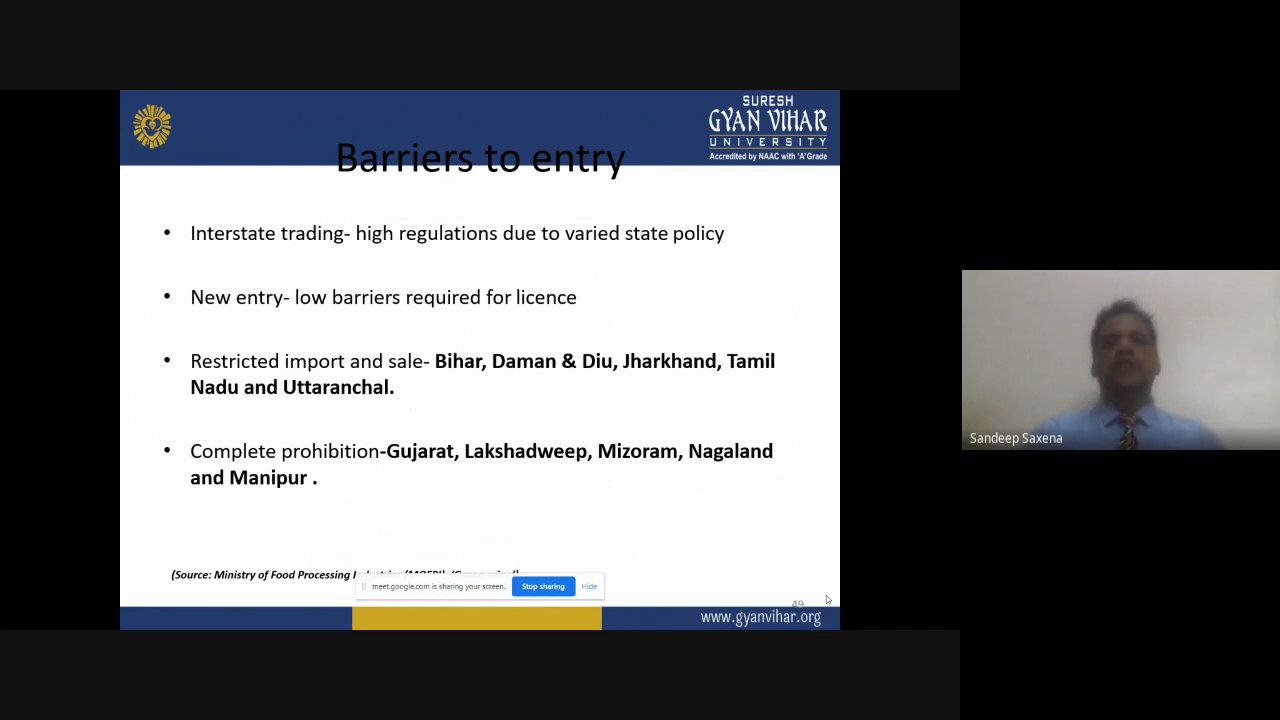 SURESH
GYAN VIHAR
UNIVERSITY
Accredited by NAAC with 'A' Grade
Barriers to entry
• Interstate trading- high regulations due to varied state policy
• New entry- low barriers required for licence
• Restricted import and sale- Bihar, Daman & Diu, Jharkhand, Tamil
Nadu and Uttaranchal.
• Complete prohibition-Gujarat, Lakshadweep, Mizoram, Nagaland
and Manipur .
(Source: Ministry of Food Processing
meet.google.com is sharing your screen. Stop sharing Hide
49
www.gyanvihar.org
Sandeep Saxena